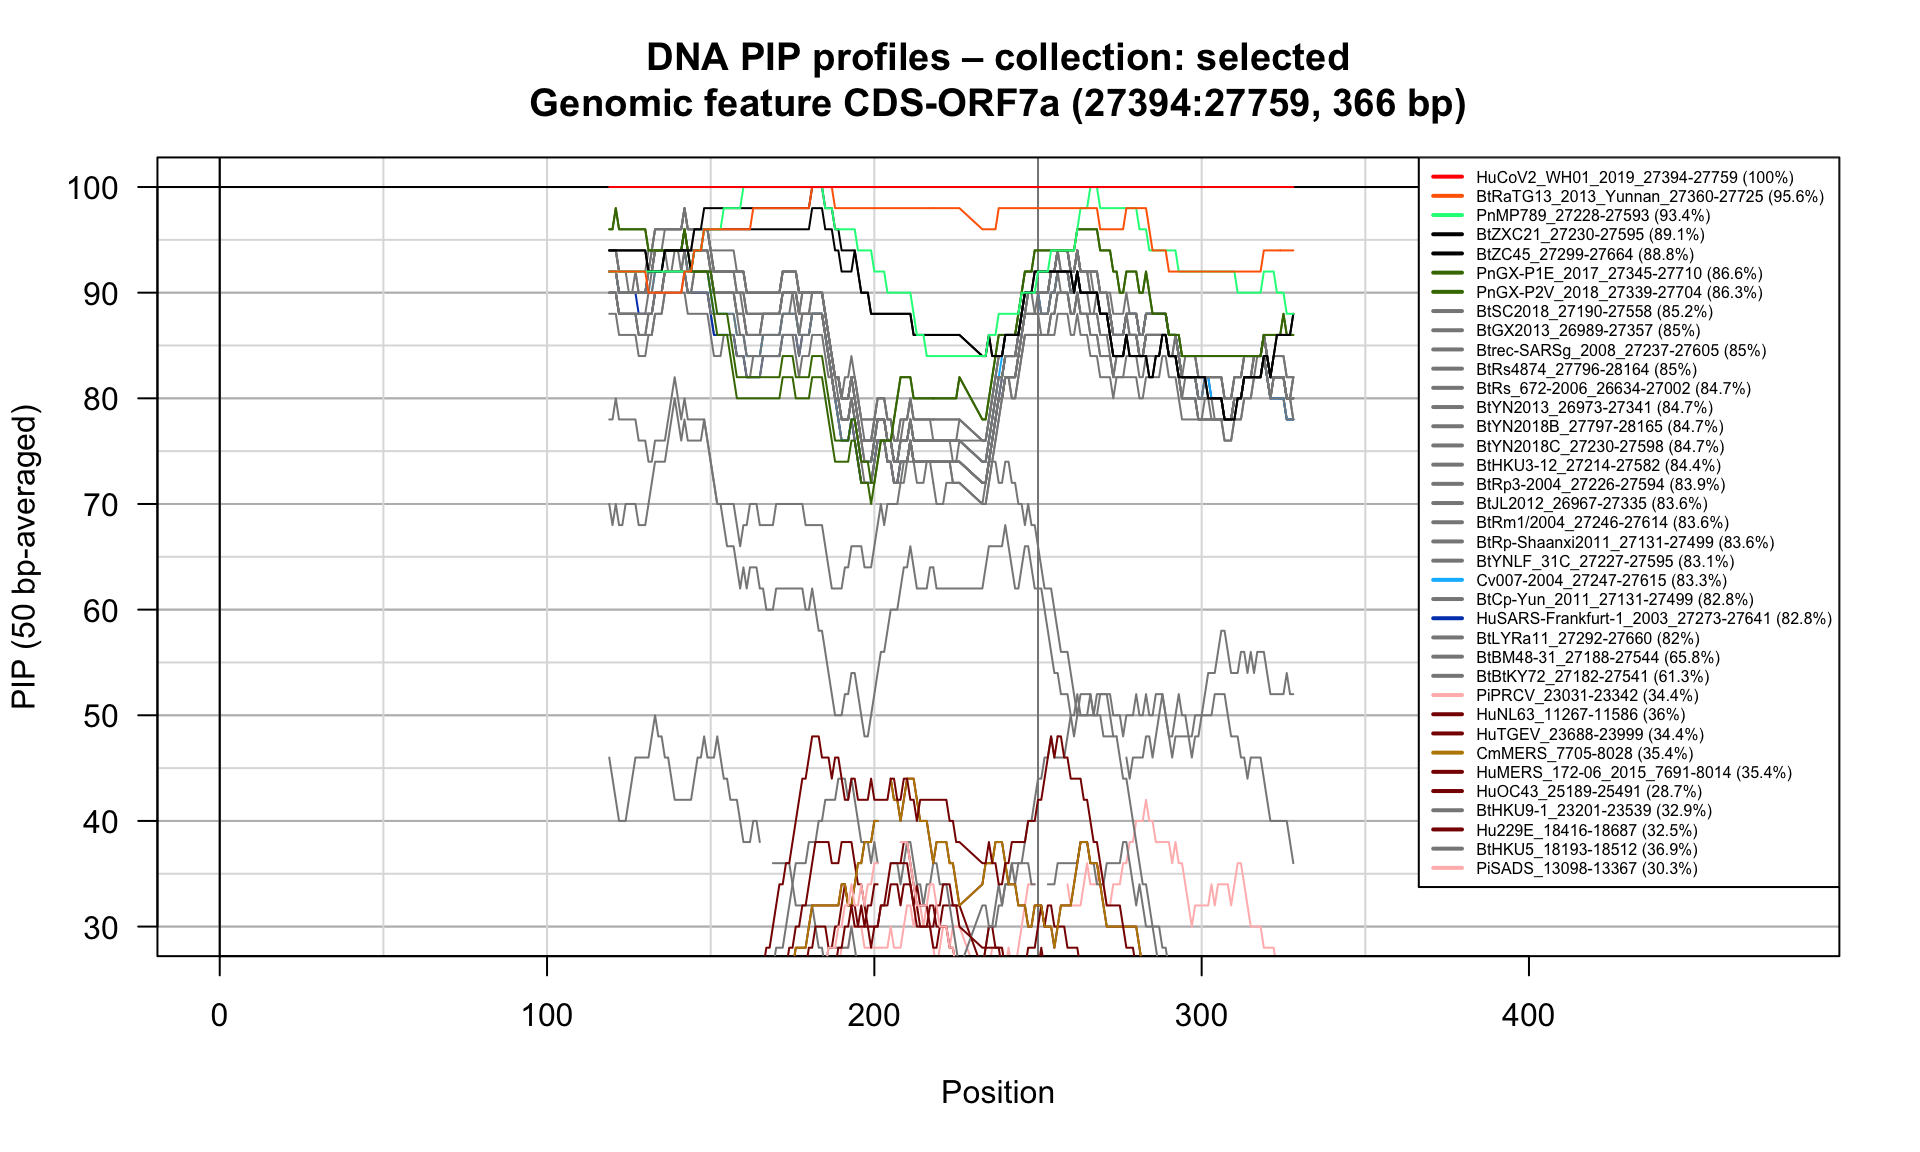 DNA PIP profiles – collection: selected
Genomic feature CDS-ORF7a (27394:27759, 366 bp)
PIP (50 bp-averaged)
100
90
80
70
60
50
40
30
0
100
200
300
400
Position
HuCoV2_WH01_2019_27394-27759 (100%)
BtRaTG13_2013_Yunnan_27360-27725 (95.6%)
PnMP789_27228-27593 (93.4%)
BtZXC21_27230-27595 (89.1%)
BtZC45_27299-27664 (88.8%)
PnGX-P1E_2017_27345-27710 (86.6%)
PnGX-P2V_2018_27339-27704 (86.3%)
BtSC2018_27190-27558 (85.2%)
BtGX2013_26989-27357 (85%)
Btrec-SARSg_2008_27237-27605 (85%)
BtRs4874_27796-28164 (85%)
BtRs_672-2006_26634-27002 (84.7%)
BtYN2013_26973-27341 (84.7%)
BtYN2018B_27797-28165 (84.7%)
BtYN2018C_27230-27598 (84.7%)
BtHKU3-12_27214-27582 (84.4%)
BtRp3-2004_27226-27594 (83.9%)
BtJL2012_26967-27335 (83.6%)
BtRm1/2004_27246-27614 (83.6%)
BtRp-Shaanxi2011_27131-27499 (83.6%)
BtYNLF_31C_27227-27595 (83.1%)
Cv007-2004_27247-27615 (83.3%)
BtCp-Yun_2011_27131-27499 (82.8%)
HuSARS-Frankfurt-1_2003_27273-27641 (82.8%)
BtLYRa11_27292-27660 (82%)
BtBM48-31_27188-27544 (65.8%)
BtBtKY72_27182-27541 (61.3%)
PiPRCV_23031-23342 (34.4%)
HuNL63_11267-11586 (36%)
HuTGEV_23688-23999 (34.4%)
CmMERS_7705-8028 (35.4%)
HuMERS_172-06_2015_7691-8014 (35.4%)
HuOC43_25189-25491 (28.7%)
BtHKU9-1_23201-23539 (32.9%)
Hu229E_18416-18687 (32.5%)
BtHKU5_18193-18512 (36.9%)
PiSADS_13098-13367 (30.3%)